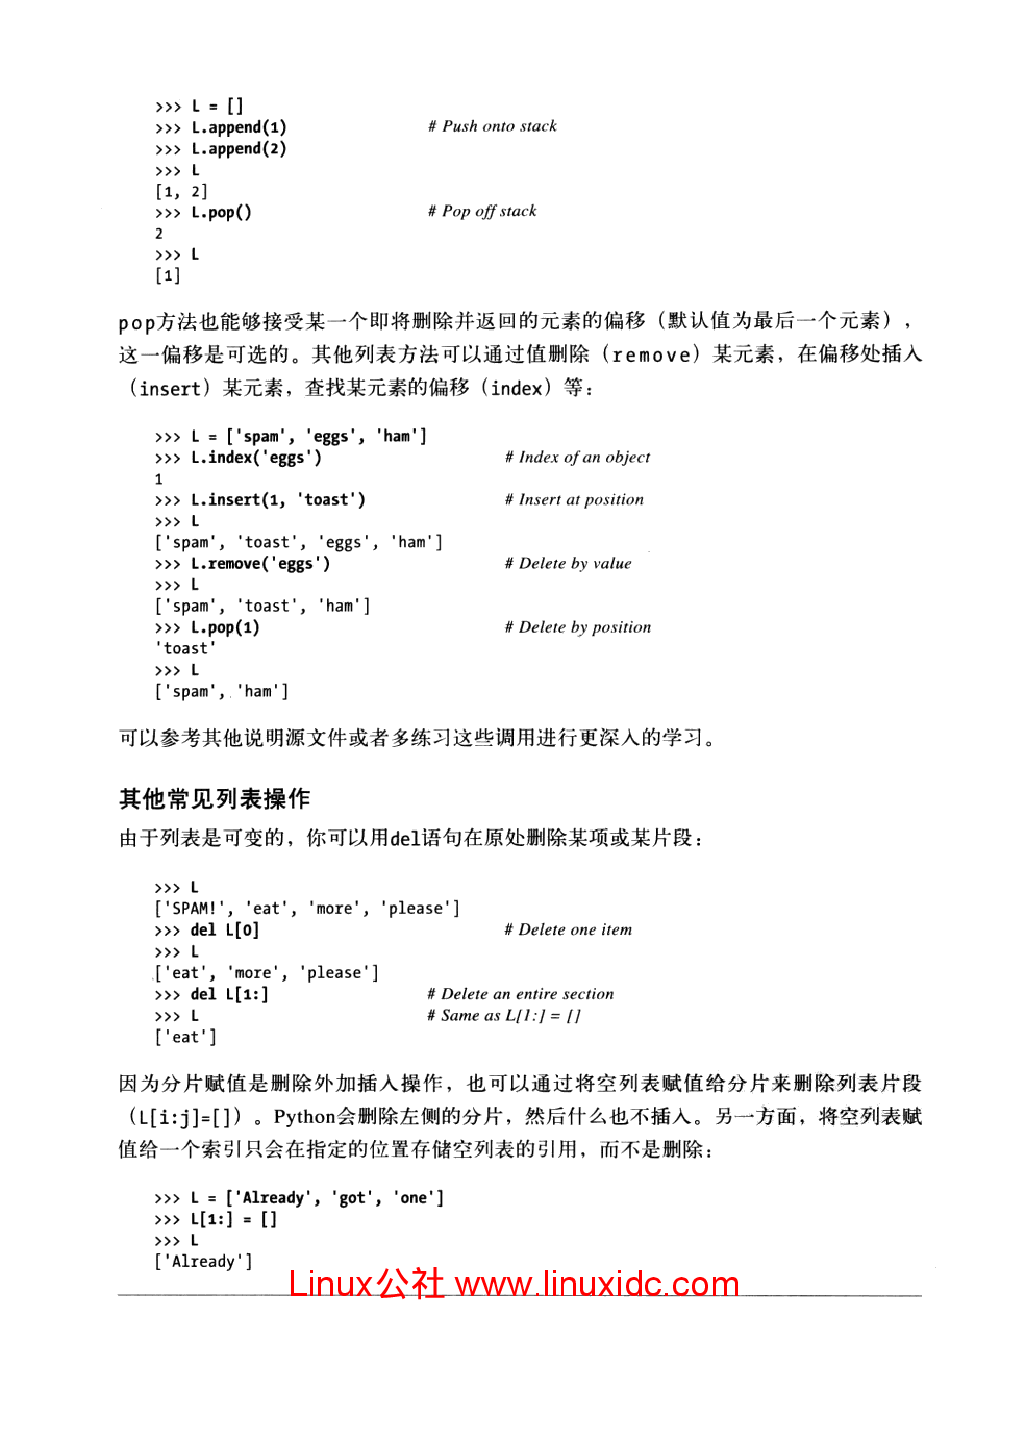 >>> L = []
>>> L.append(1) # Push onto stack
>>> L.append(2)
>>> L
[1, 2]
>>> L.pop() # Pop off stack
2
>>> L
[1]
pop方法也能够接受某一个即将删除并返回的元素的偏移（默认值为最后一个元素），
这一偏移是可选的。其他列表方法可以通过值删除（remove）某元素，在偏移处插入
（insert）某元素，查找某元素的偏移（index）等：
>>> L = ['spam', 'eggs', 'ham']
>>> L.index('eggs') # Index of an object
1
>>> L.insert(1, 'toast') # Insert at position
>>> L
['spam', 'toast', 'eggs', 'ham']
>>> L.remove('eggs') # Delete by value
>>> L
['spam', 'toast', 'ham']
>>> L.pop(1) # Delete by position
'toast'
>>> L
['spam', 'ham']
可以参考其他说明源文件或者多练习这些调用进行更深入的学习。
其他常见列表操作
由于列表是可变的，你可以用del语句在原处删除某项或某片段：
>>> L
['SPAM!', 'eat', 'more', 'please']
>>> del L[0] # Delete one item
>>> L
['eat', 'more', 'please']
>>> del L[1:] # Delete an entire section
>>> L # Same as L[1:] = []
['eat']
因为分片赋值是删除外加插入操作，也可以通过将空列表赋值给分片来删除列表片段
（L[i:j]=[]）。Python会删除左侧的分片，然后什么也不插入。另一方面，将空列表赋
值给一个索引只会在指定的位置存储空列表的引用，而不是删除：
>>> L = ['Already', 'got', 'one']
>>> L[1:] = []
>>> L
['Already']
Linux公社 www.linuxidc.com